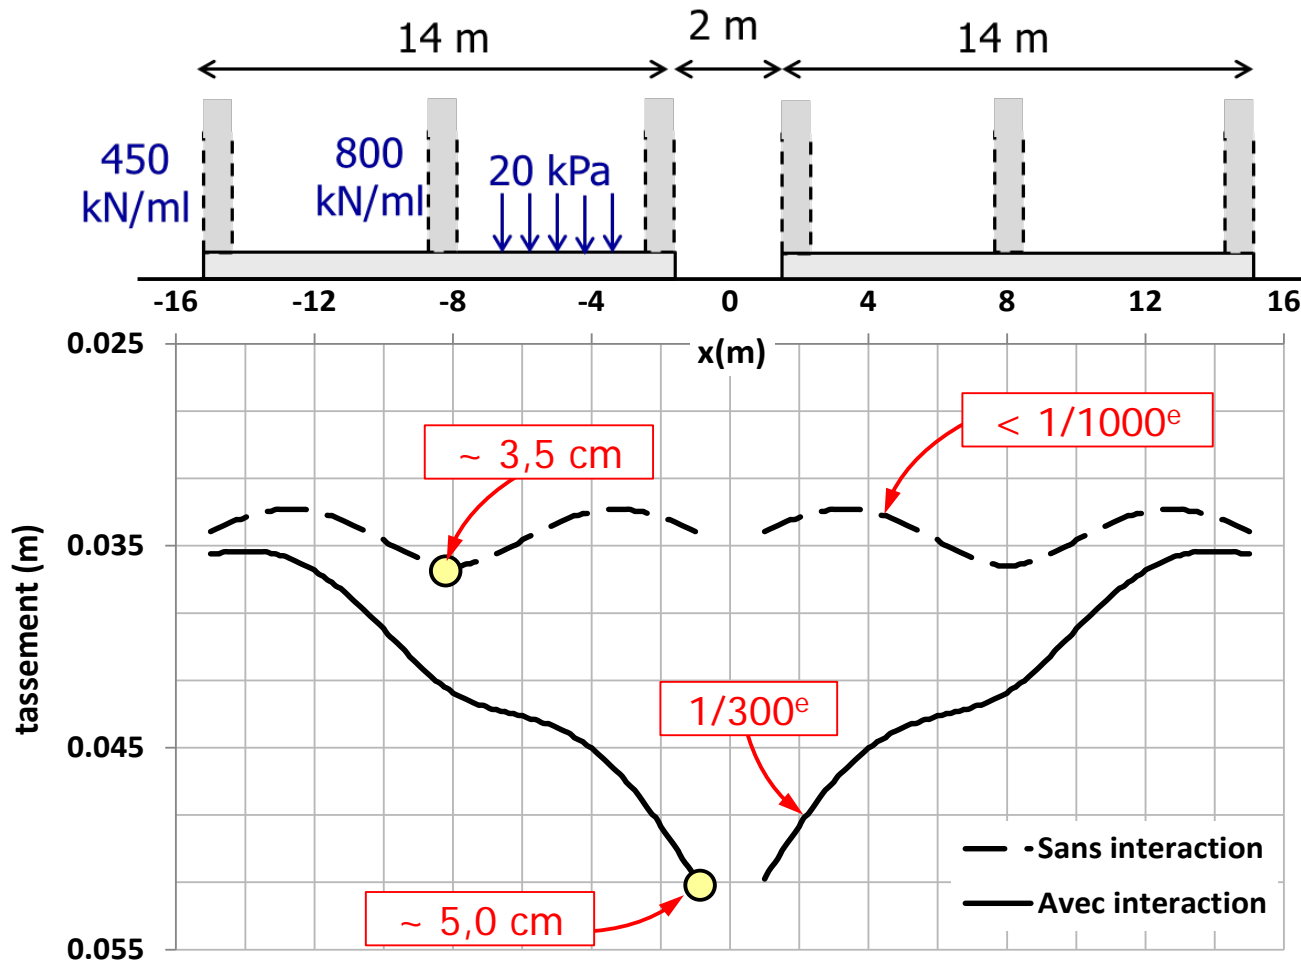 14 m
2 m
14 m
450
kN/ml
800
kN/ml
20 kPa
-16 -12 -8 -4 0 4 8 12 16
x(m)
0.025
0.035
0.045
0.055
tassement (m)
~ 3,5 cm
< 1/1000e
1/300e
~ 5,0 cm
Sans interaction
Avec interaction